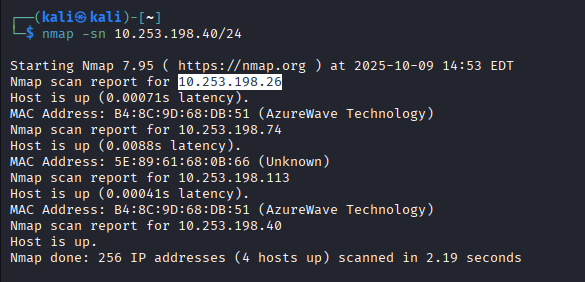 ┌──(kali㉿kali)-[~]
└─$ nmap -sn 10.253.198.40/24
Starting Nmap 7.95 ( https://nmap.org ) at 2025-10-09 14:53 EDT
Nmap scan report for 10.253.198.26
Host is up (0.00071s latency).
MAC Address: B4:8C:9D:68:DB:51 (AzureWave Technology)
Nmap scan report for 10.253.198.74
Host is up (0.0088s latency).
MAC Address: 5E:89:61:68:0B:66 (Unknown)
Nmap scan report for 10.253.198.113
Host is up (0.00041s latency).
MAC Address: B4:8C:9D:68:DB:51 (AzureWave Technology)
Nmap scan report for 10.253.198.40
Host is up.
Nmap done: 256 IP addresses (4 hosts up) scanned in 2.19 seconds